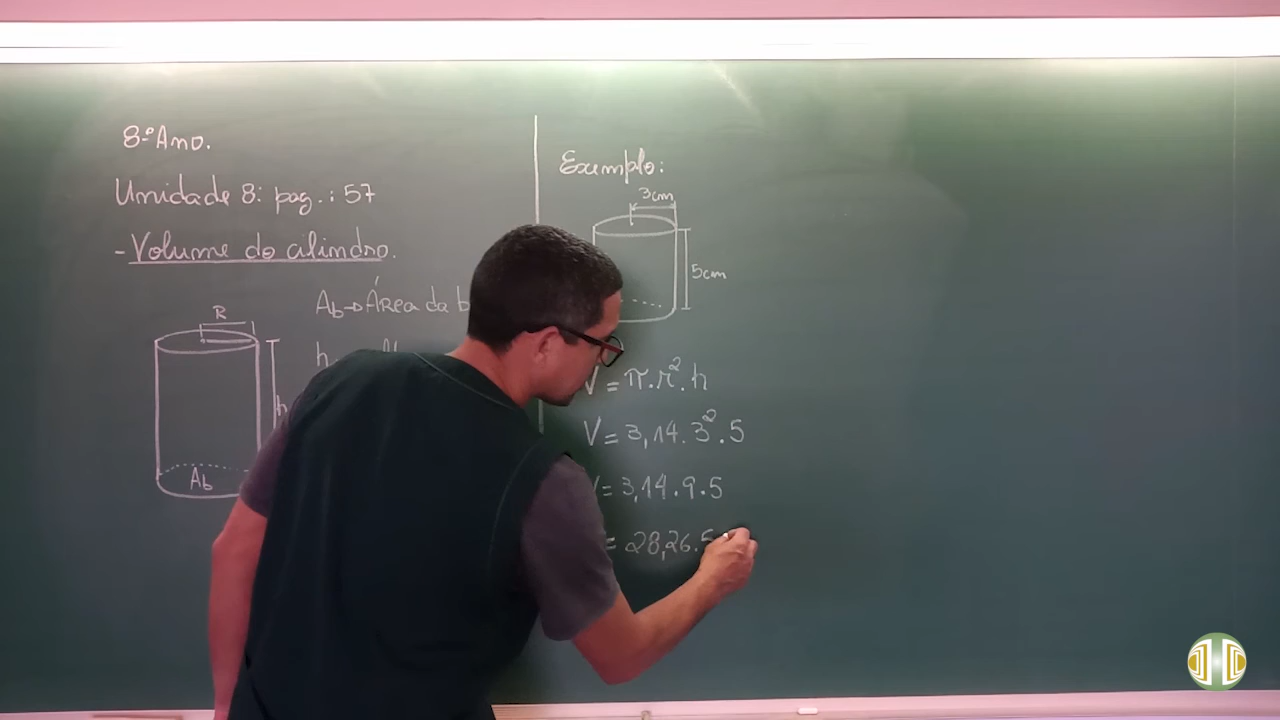 8.º Ano.
Unidade 8: pag.: 57
- Volume do cilindro.
R
Ab → Área da
h
h
Ab
Exemplo:
3cm
5cm
V = π.r².h
V = 3,14.3².5
V = 3,14.9.5
= 28,26.5